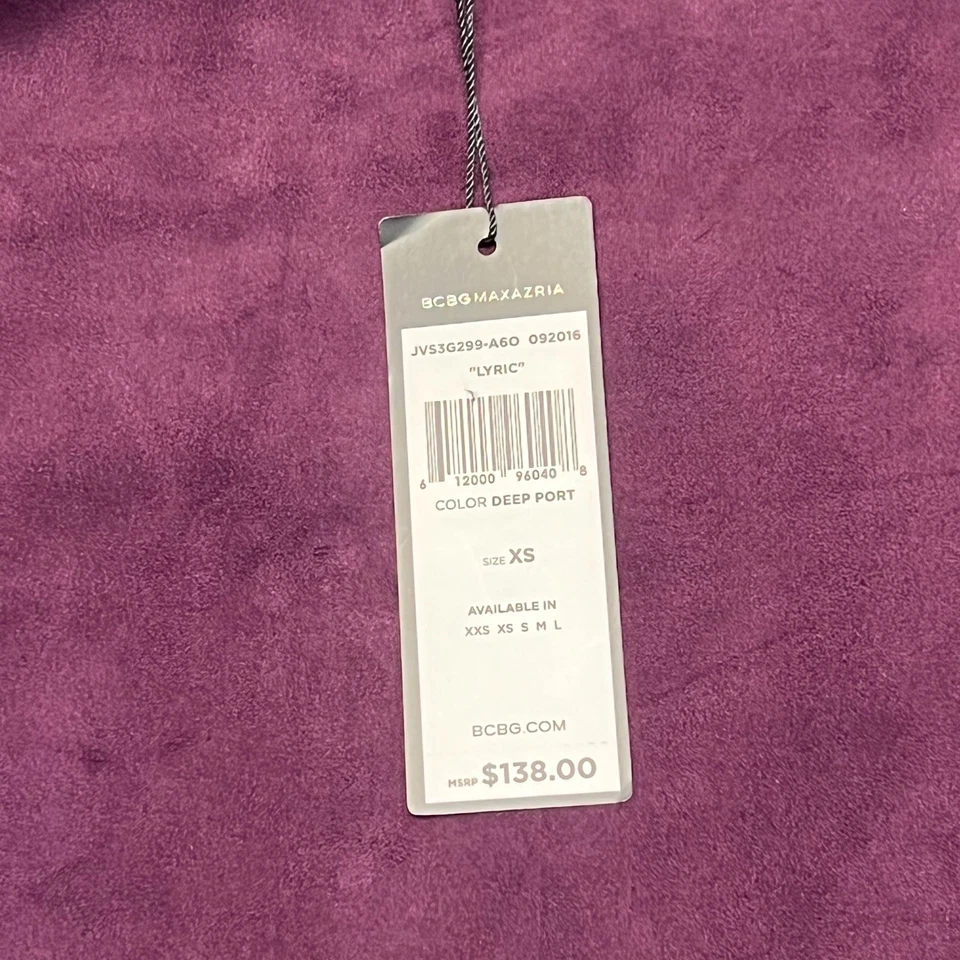 BCBGMAXAZRIA
JVS3G299-A6O 092016
"LYRIC"
6 12000 96040 8
COLOR DEEP PORT
SIZE XS
AVAILABLE IN
XXS XS S M L
BCBG.COM
MSRP $138.00